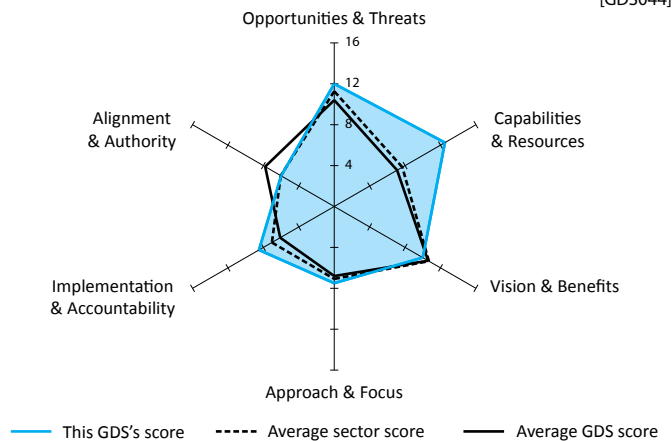 Opportunities & Threats
16
12
8
4
Alignment
& Authority
Capabilities
& Resources
Implementation
& Accountability
Vision & Benefits
Approach & Focus
This GDS's score
Average sector score
Average GDS score